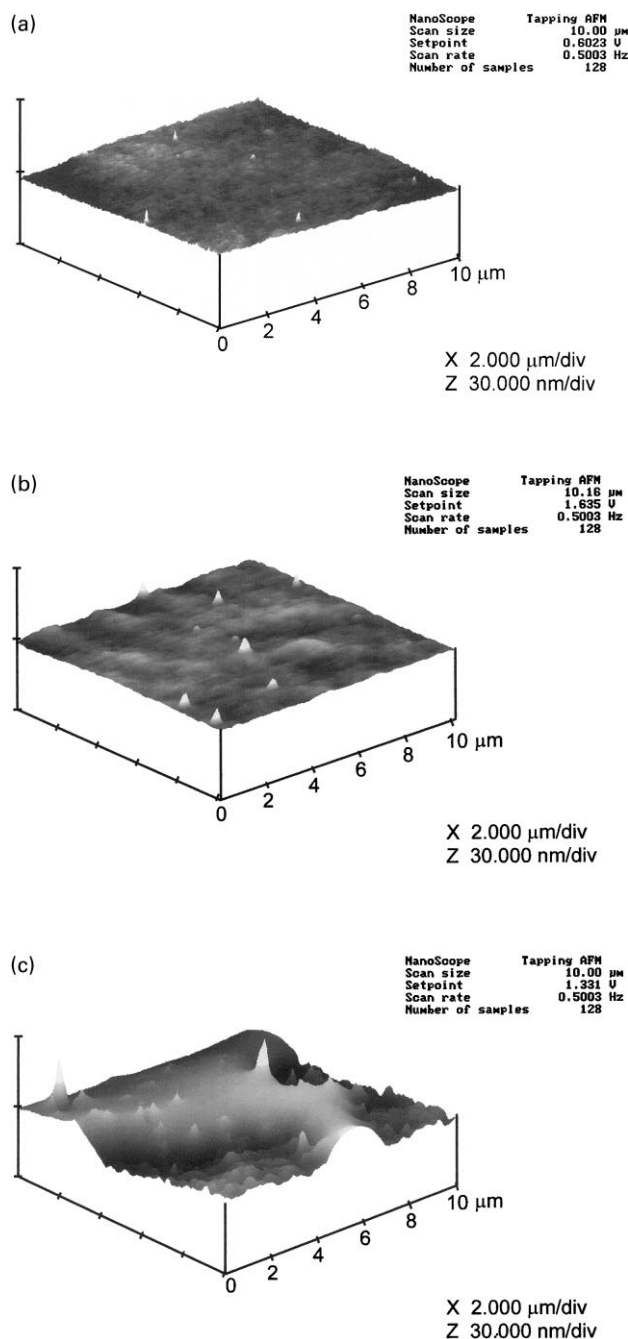 (a)
NanoScope Tapping AFM
Scan size 10.00 µm
Setpoint 0.6023 V
Scan rate 0.5003 Hz
Number of samples 128
0 2 4 6 8 10 µm
X 2.000 µm/div
Z 30.000 nm/div
(b)
NanoScope Tapping AFM
Scan size 10.16 µm
Setpoint 1.635 V
Scan rate 0.5003 Hz
Number of samples 128
0 2 4 6 8 10 µm
X 2.000 µm/div
Z 30.000 nm/div
(c)
NanoScope Tapping AFM
Scan size 10.00 µm
Setpoint 1.331 V
Scan rate 0.5003 Hz
Number of samples 128
0 2 4 6 8 10 µm
X 2.000 µm/div
Z 30.000 nm/div